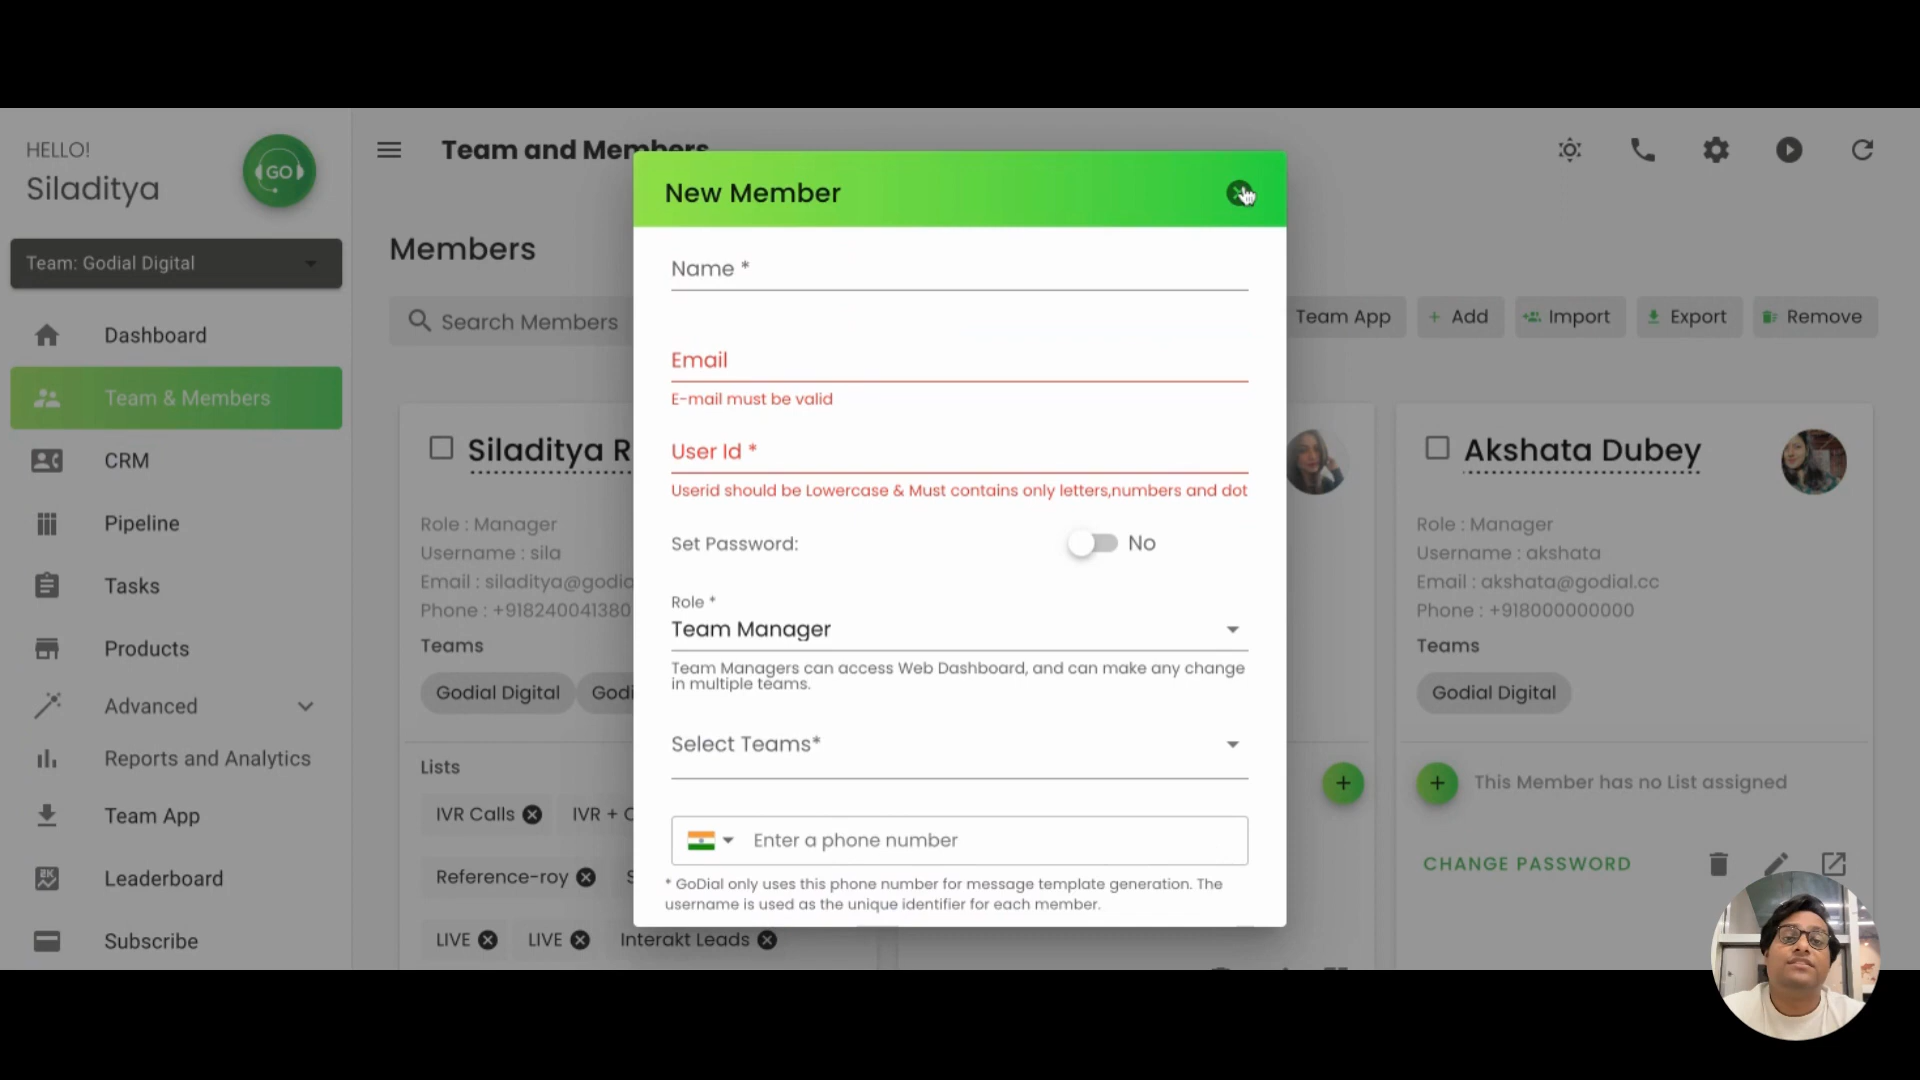 HELLO!
Siladitya
GO
Team: Godial Digital
Dashboard
Team & Members
CRM
Pipeline
Tasks
Products
Advanced
Reports and Analytics
Team App
Leaderboard
Subscribe
Team and Members
Members
Search Members
Team App
+ Add
Import
Export
Remove
Siladitya R
Role : Manager
Username : sila
Email : siladitya@godia
Phone : +918240041380
Teams
Godial Digital
Godi
Lists
IVR Calls
IVR + C
Reference-roy
S
LIVE
LIVE
Interakt Leads
New Member
Name *
Email
E-mail must be valid
User Id *
Userid should be Lowercase & Must contains only letters,numbers and dot
Set Password:
No
Role *
Team Manager
Team Managers can access Web Dashboard, and can make any change
in multiple teams.
Select Teams*
Enter a phone number
* GoDial only uses this phone number for message template generation. The
username is used as the unique identifier for each member.
Akshata Dubey
Role : Manager
Username : akshata
Email : akshata@godial.cc
Phone : +918000000000
Teams
Godial Digital
This Member has no List assigned
CHANGE PASSWORD